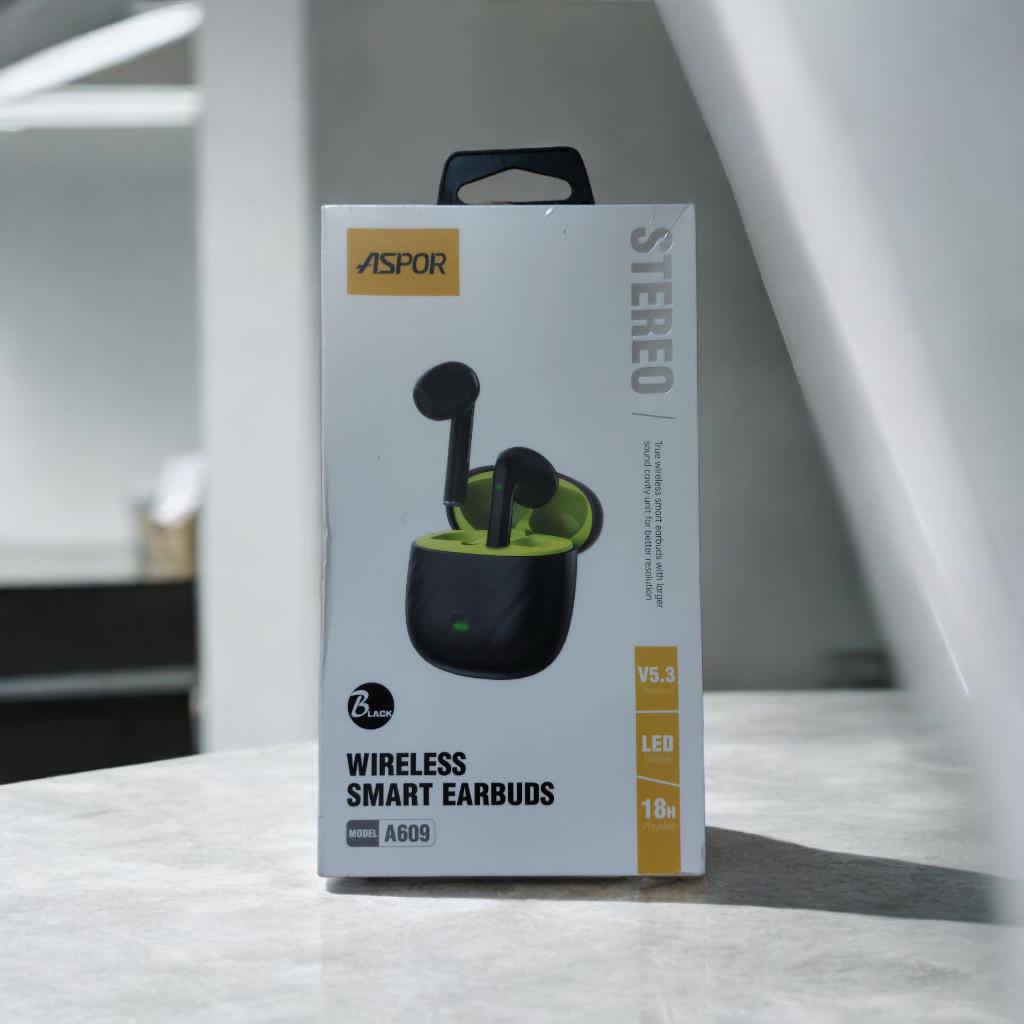 ASPOR
STEREO
True wireless smart earbuds with larger
sound cavity unit for better resolution
BLACK
WIRELESS
SMART EARBUDS
MODEL A609
V5.3
LED
18H